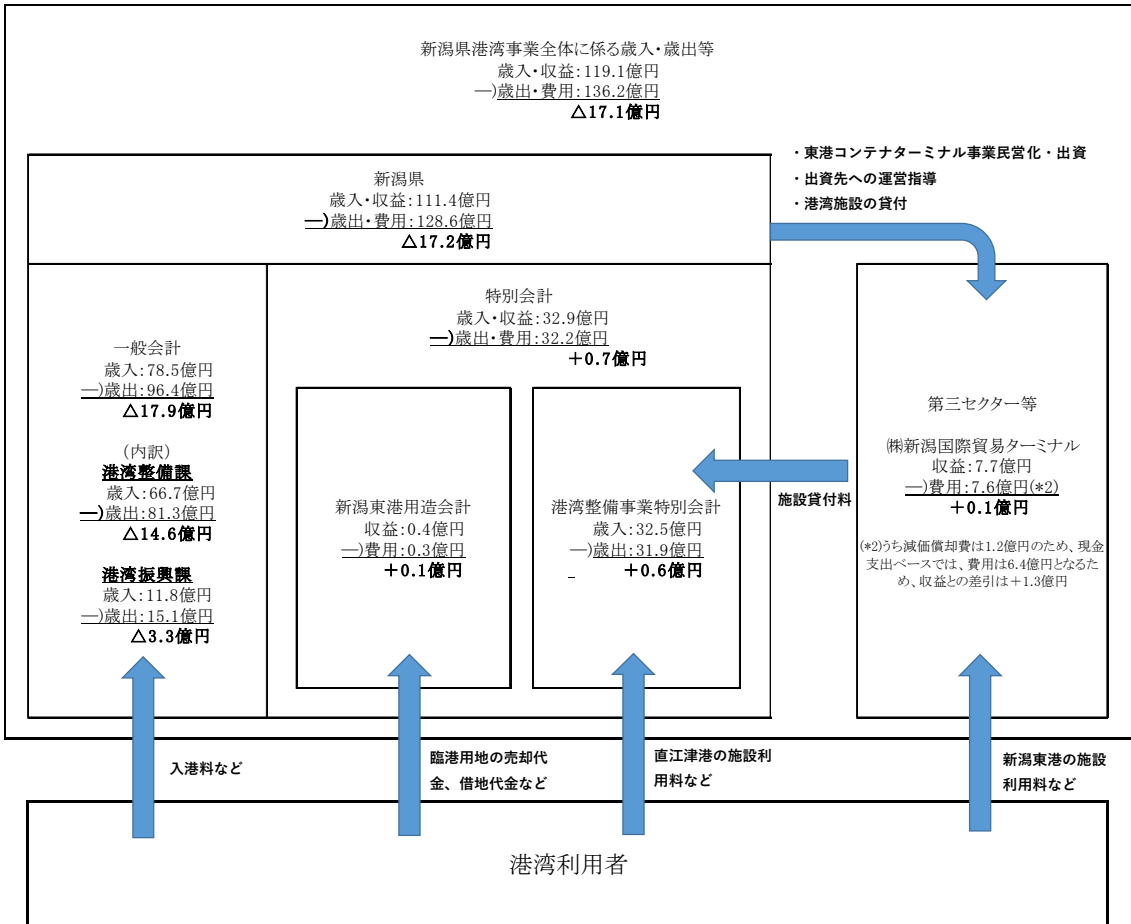 新潟県港湾事業全体に係る歳入・歳出等
歳入・収益:119.1億円
―)歳出・費用:136.2億円
△17.1億円
・東港コンテナターミナル事業民営化・出資
・出資先への運営指導
・港湾施設の貸付
新潟県
歳入・収益:111.4億円
―)歳出・費用:128.6億円
△17.2億円
一般会計
歳入:78.5億円
―)歳出:96.4億円
△17.9億円
(内訳)
港湾整備課
歳入:66.7億円
―)歳出:81.3億円
△14.6億円
港湾振興課
歳入:11.8億円
―)歳出:15.1億円
△3.3億円
特別会計
歳入・収益:32.9億円
―)歳出・費用:32.2億円
+0.7億円
新潟東港用造会計
収益:0.4億円
―)費用:0.3億円
+0.1億円
港湾整備事業特別会計
歳入:32.5億円
―)歳出:31.9億円
+0.6億円
施設貸付料
第三セクター等
㈱新潟国際貿易ターミナル
収益:7.7億円
―)費用:7.6億円(*2)
+0.1億円
(*2)うち減価償却費は1.2億円のため、現金
支出ベースでは、費用は6.4億円となるた
め、収益との差引は+1.3億円
入港料など
臨港用地の売却代
金、借地代金など
直江津港の施設利
用料など
新潟東港の施設
利用料など
港湾利用者